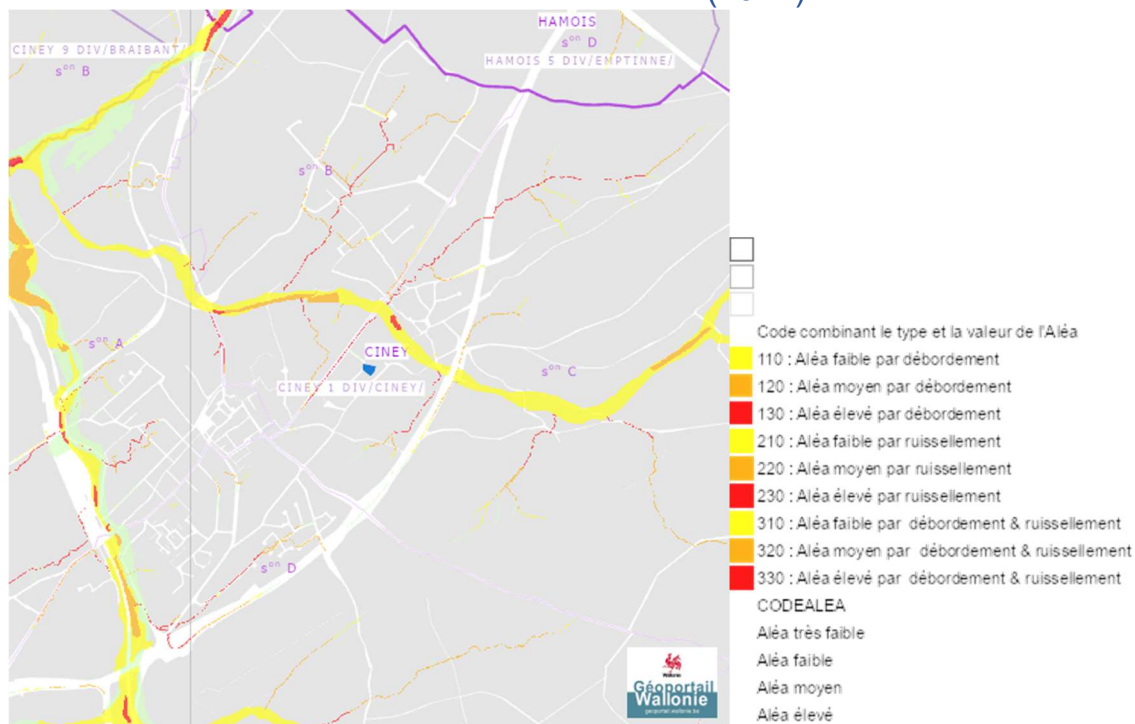 HAMOIS
CINEY 9 DIV/BRAIBANT/
sᵒⁿ D
HAMOIS 5 DIV/EMPTINNE/
sᵒⁿ B
sᵒⁿ B
sᵒⁿ A
CINEY
sᵒⁿ C
CINEY 1 DIV/CINEY/
sᵒⁿ D
Wallonie
Géoportail
Wallonie
geoportail.wallonie.be
Code combinant le type et la valeur de l'Aléa
110 : Aléa faible par débordement
120 : Aléa moyen par débordement
130 : Aléa élevé par débordement
210 : Aléa faible par ruissellement
220 : Aléa moyen par ruissellement
230 : Aléa élevé par ruissellement
310 : Aléa faible par débordement & ruissellement
320 : Aléa moyen par débordement & ruissellement
330 : Aléa élevé par débordement & ruissellement
CODEALEA
Aléa très faible
Aléa faible
Aléa moyen
Aléa élevé